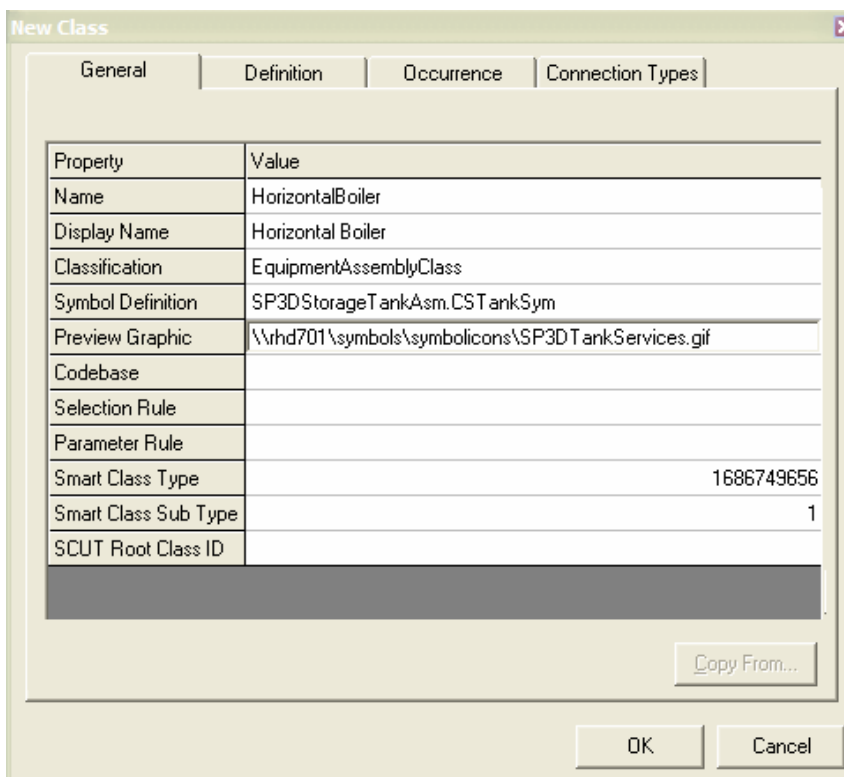 New Class
General Definition Occurrence Connection Types
Property Value
Name HorizontalBoiler
Display Name Horizontal Boiler
Classification EquipmentAssemblyClass
Symbol Definition SP3DStorageTankAsm.CSTankSym
Preview Graphic \\rhd701\symbols\symbolicons\SP3DTankServices.gif
Codebase
Selection Rule
Parameter Rule
Smart Class Type 1686749656
Smart Class Sub Type 1
SCUT Root Class ID
Copy From...
OK Cancel